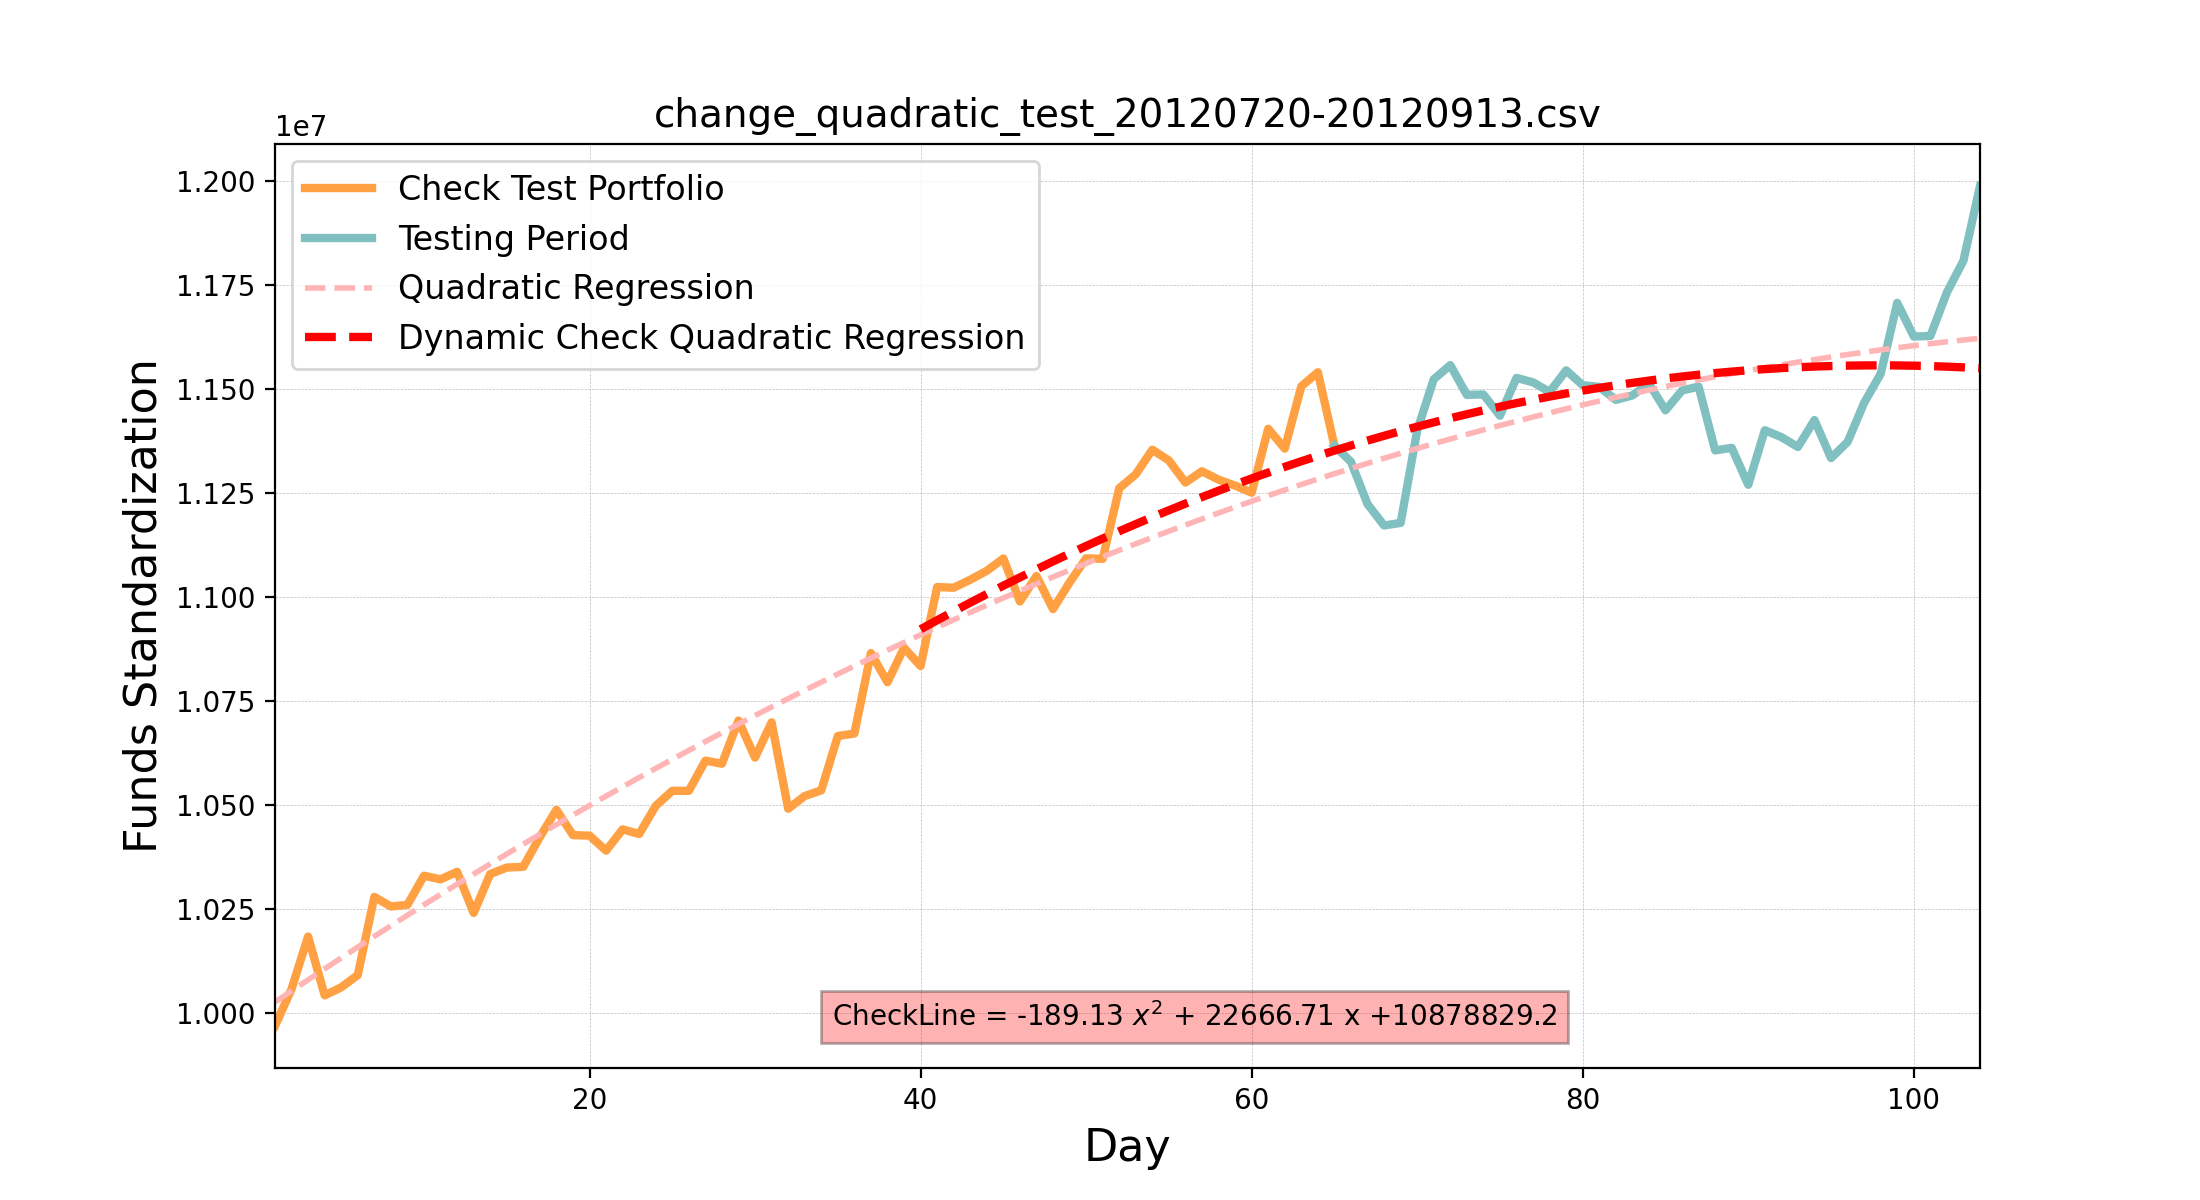 change_quadratic_test_20120720-20120913.csv
1e7
Check Test Portfolio
Testing Period
Quadratic Regression
Dynamic Check Quadratic Regression
1.200
1.175
1.150
1.125
1.100
1.075
1.050
1.025
1.000
Funds Standardization
CheckLine = -189.13 x² + 22666.71 x +10878829.2
20 40 60 80 100
Day